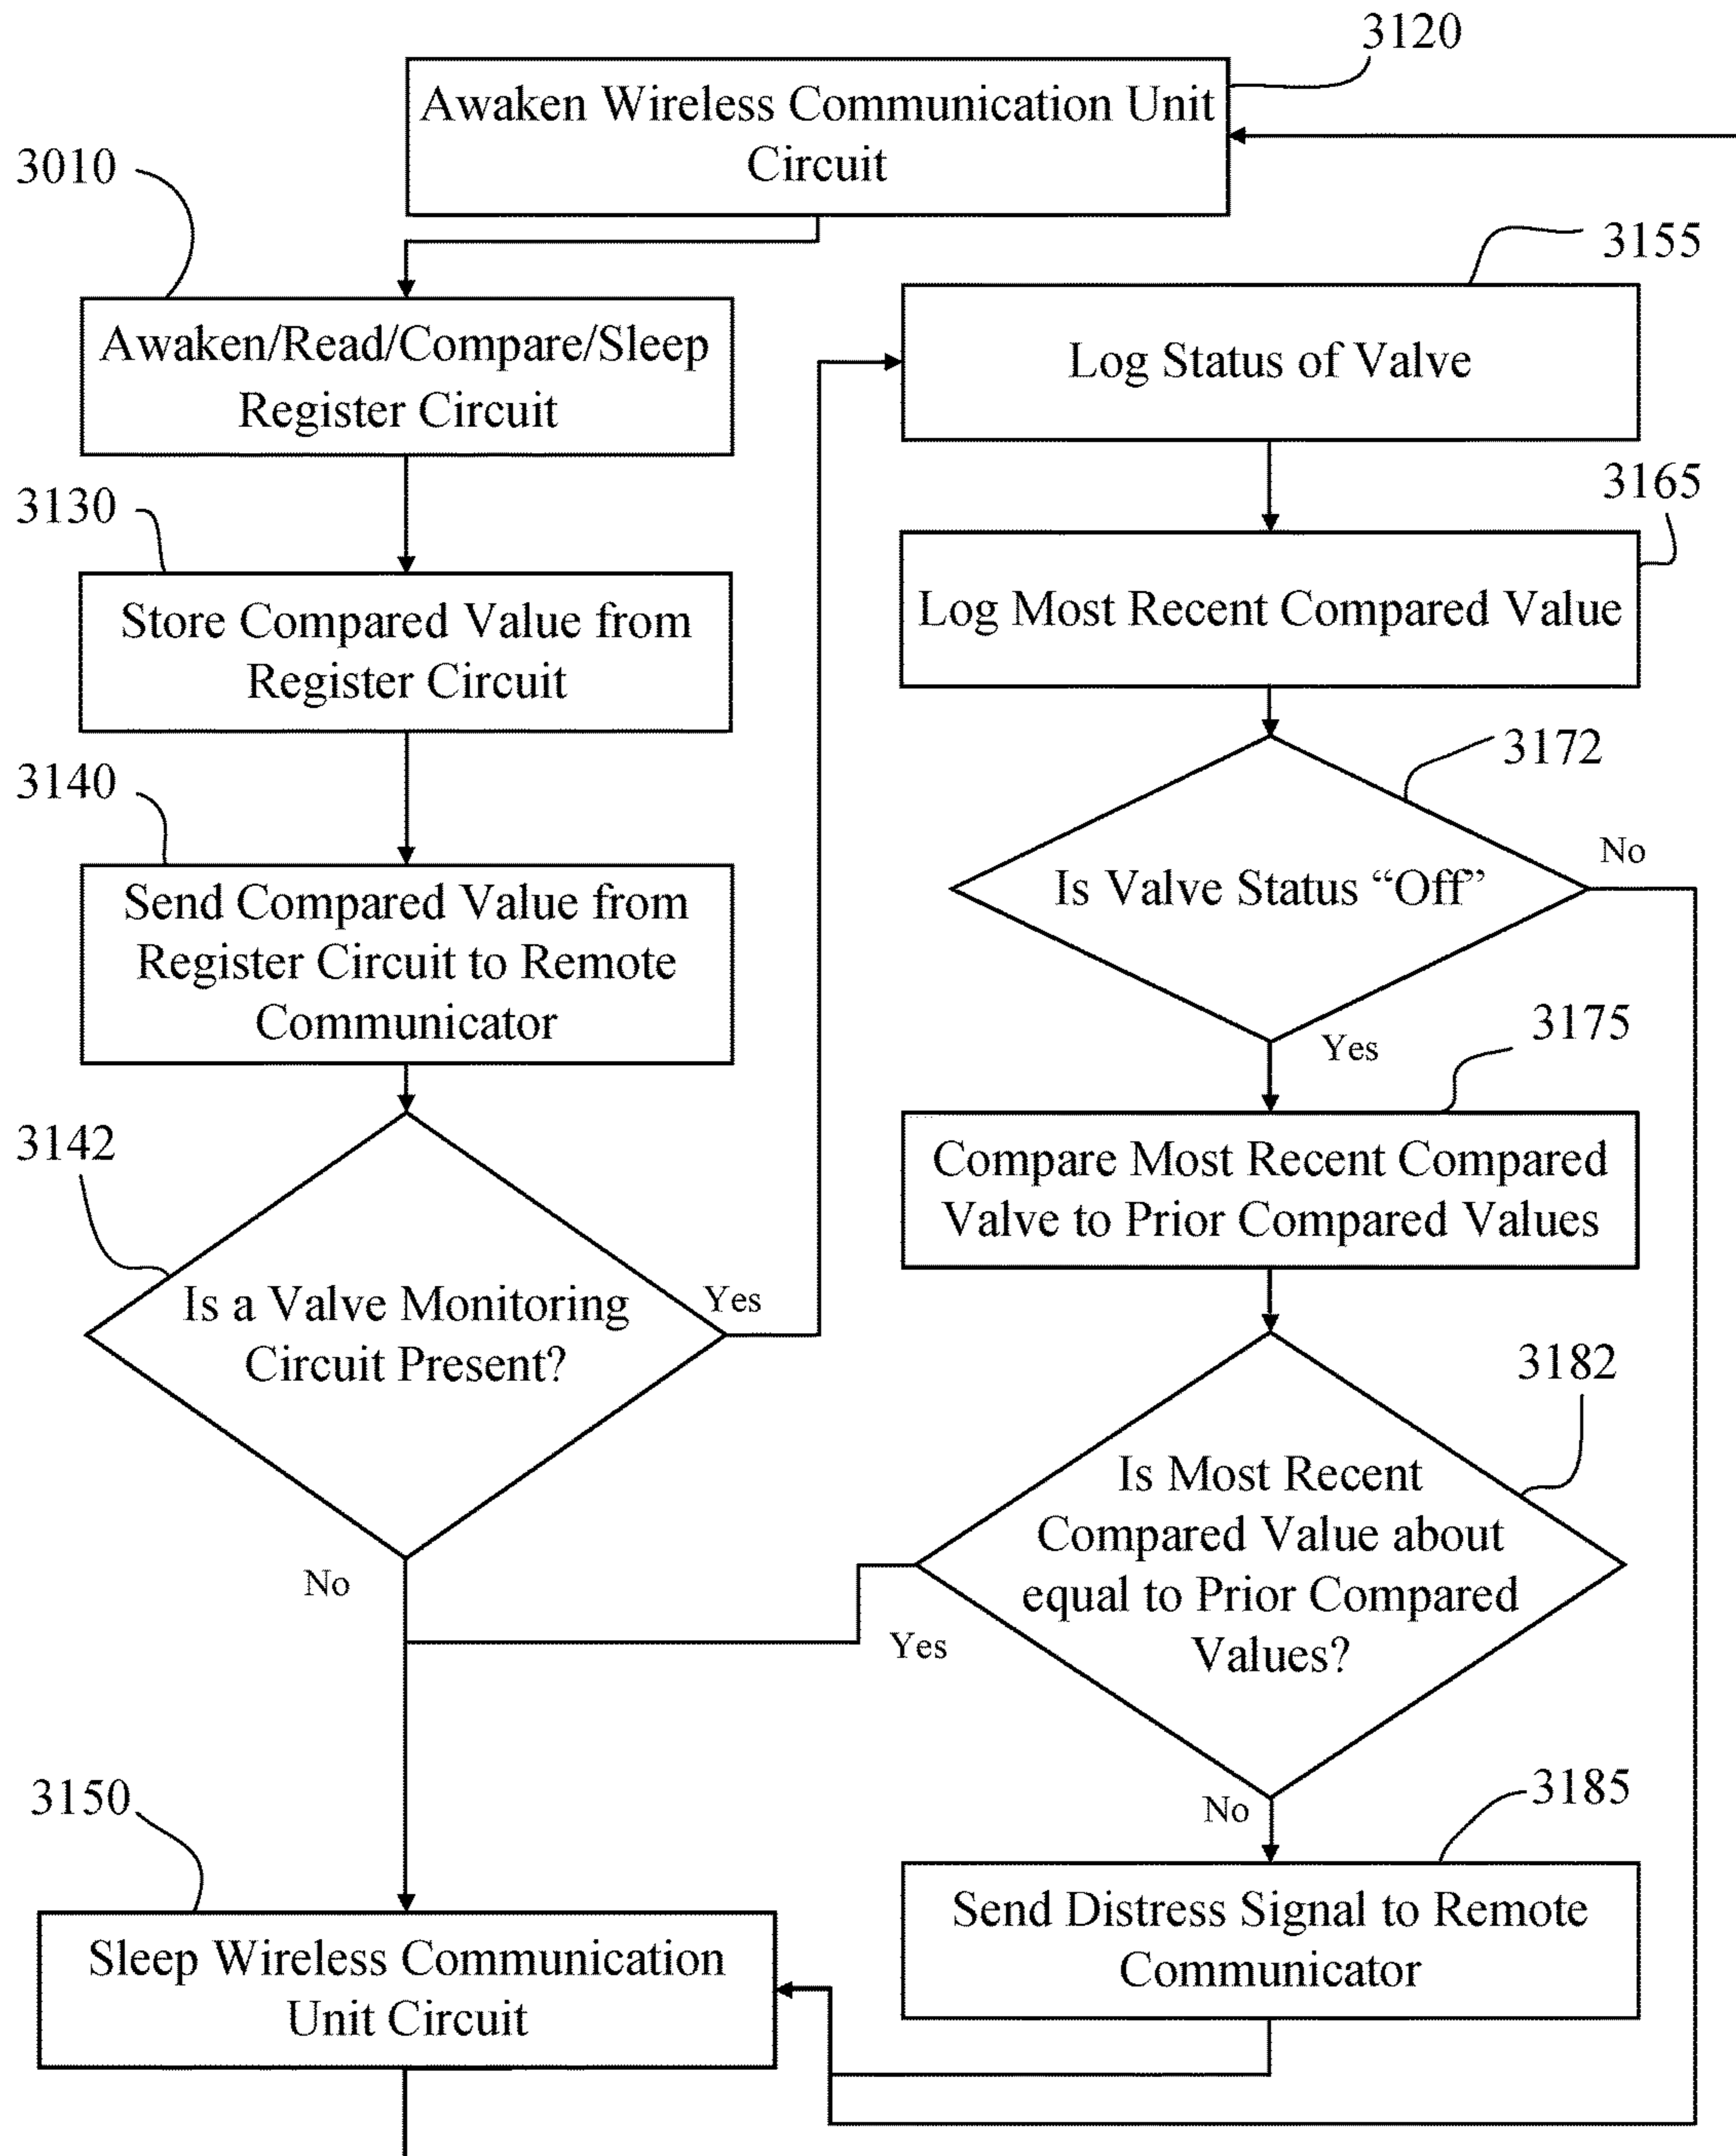 3120
Awaken Wireless Communication Unit
Circuit
3010
Awaken/Read/Compare/Sleep
Register Circuit
3130
Store Compared Value from
Register Circuit
3140
Send Compared Value from
Register Circuit to Remote
Communicator
3142
Is a Valve Monitoring
Circuit Present?
Yes
No
3155
Log Status of Valve
3165
Log Most Recent Compared Value
3172
Is Valve Status “Off”
No
Yes
3175
Compare Most Recent Compared
Valve to Prior Compared Values
3182
Is Most Recent
Compared Value about
equal to Prior Compared
Values?
Yes
No
3185
Send Distress Signal to Remote
Communicator
3150
Sleep Wireless Communication
Unit Circuit